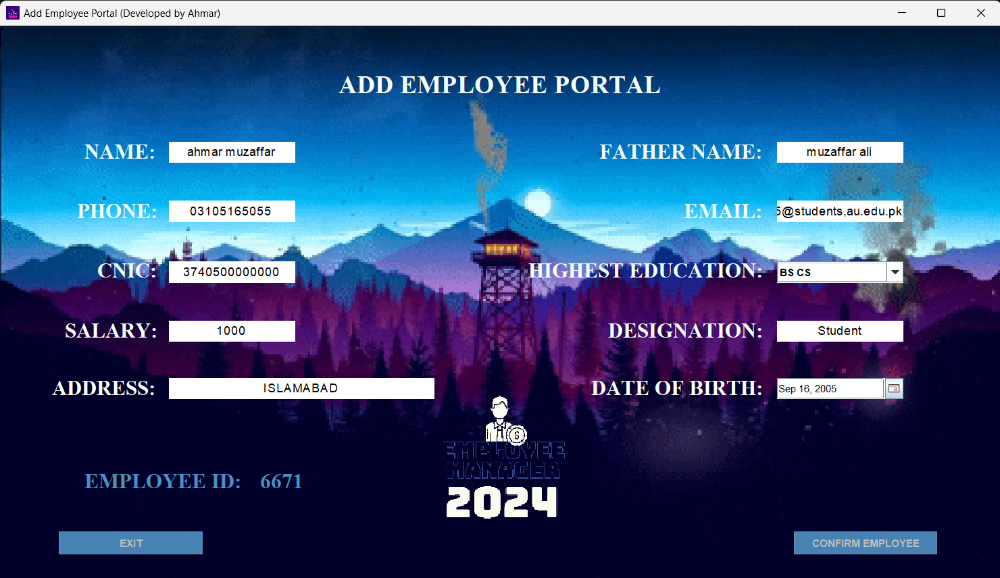 Add Employee Portal (Developed by Ahmar)
ADD EMPLOYEE PORTAL
NAME: ahmar muzaffar
FATHER NAME: muzaffar ali
PHONE: 03105165055
EMAIL: 5@students,au.edu.pk
CNIC: 3740500000000
HIGHEST EDUCATION: BS CS
SALARY: 1000
DESIGNATION: Student
ADDRESS: ISLAMABAD
DATE OF BIRTH: Sep 16, 2005
EMPLOYEE
MANAGER
2024
EMPLOYEE ID: 6671
EXIT
CONFIRM EMPLOYEE